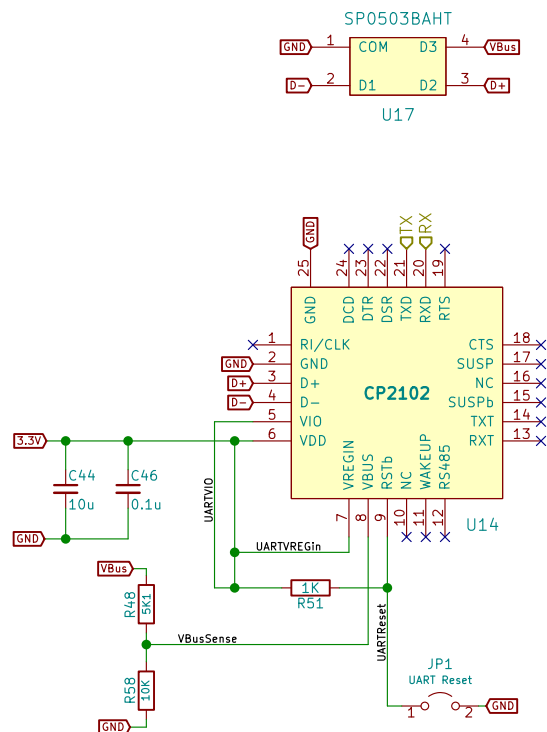 SP0503BAHT
GND 1 COM D3 4 VBus
D- 2 D1 D2 3 D+
U17
GND TX RX
25 24 23 22 21 20 19
GND DCD DTR DSR TXD RXD RTS
1 RI/CLK CTS 18
GND 2 GND SUSP 17
D+ 3 D+ NC 16
D- 4 D- CP2102 SUSPb 15
5 VIO TXT 14
3.3V 6 VDD RXT 13
VREGIN VBUS RSTb NC WAKEUP RS485
7 8 9 10 11 12
U14
C44 C46
10u 0.1u
UARTVIO
GND
UARTVREGin
VBus
R48 5K1
1K
R51
UARTReset
VBusSense
R58 10K
JP1
UART Reset
1 2 GND
GND